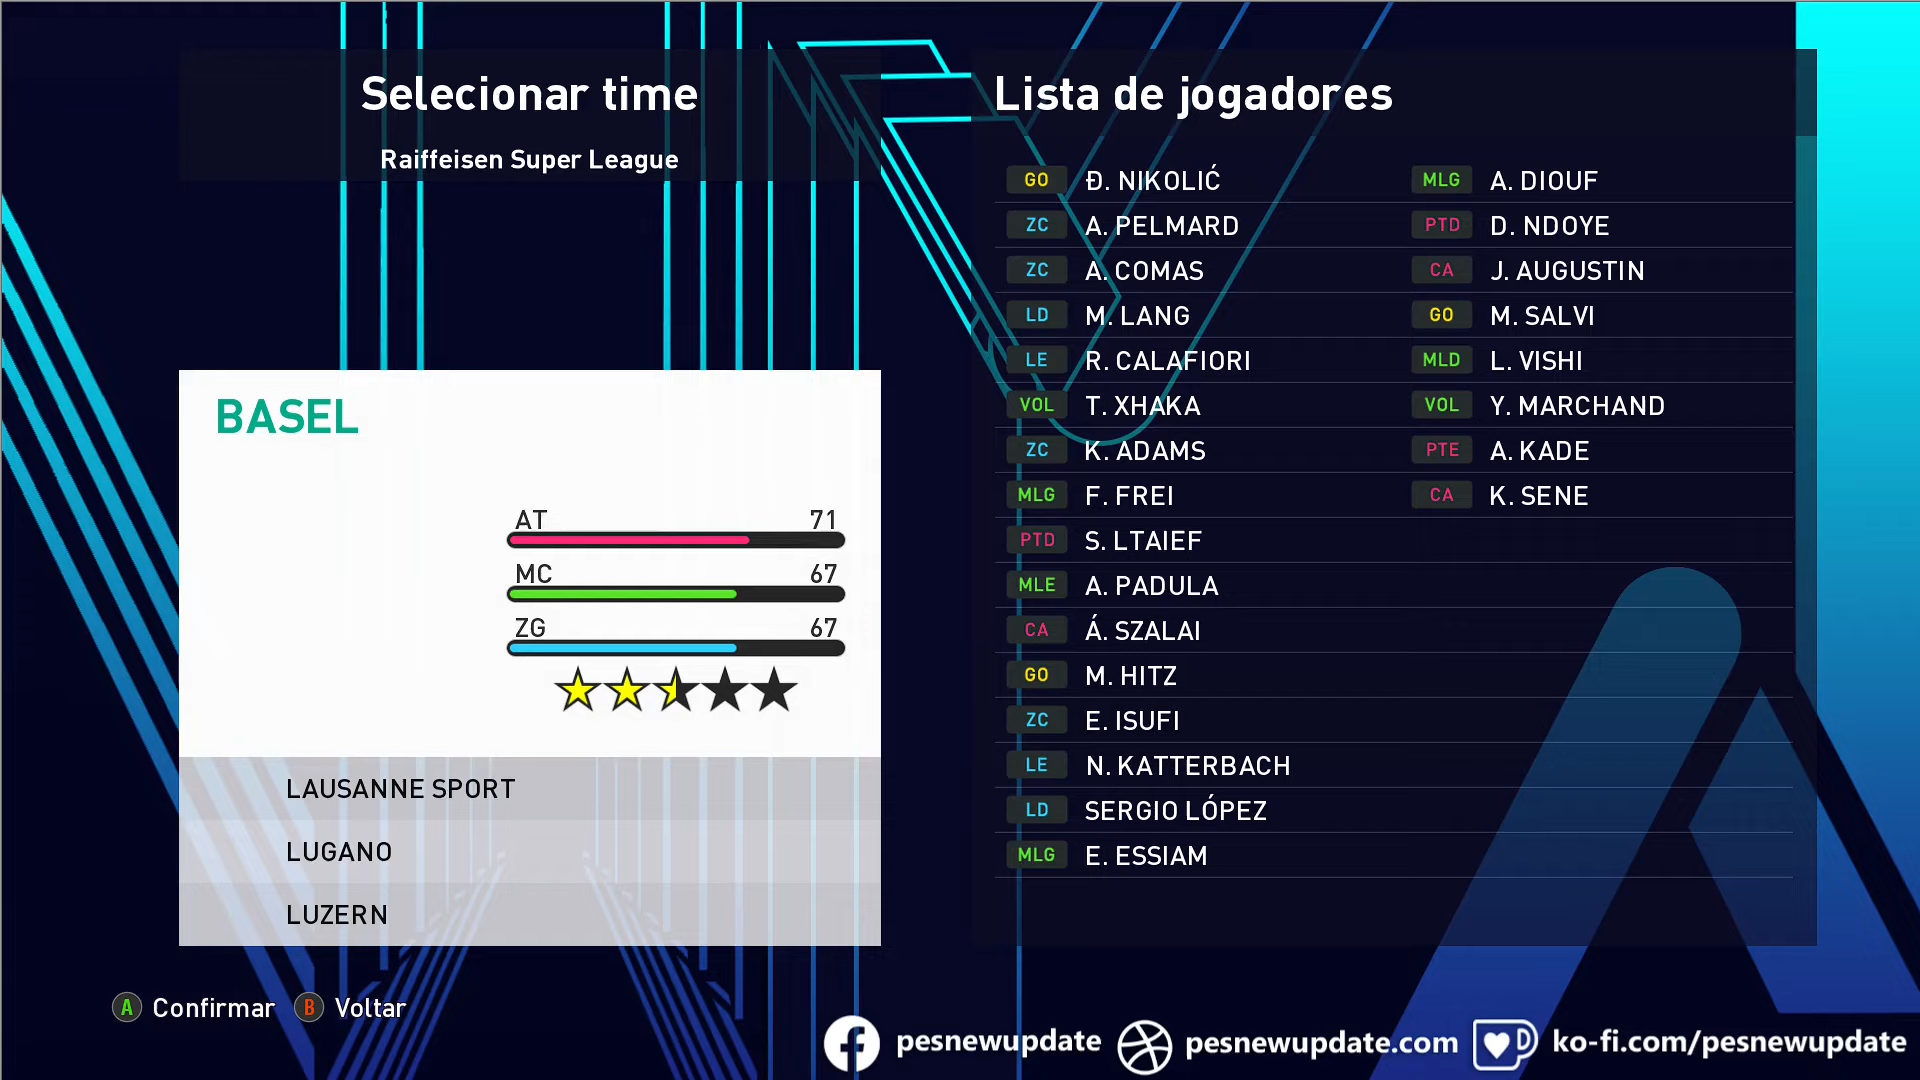 Selecionar time
Raiffeisen Super League
BASEL
AT 71
MC 67
ZG 67
LAUSANNE SPORT
LUGANO
LUZERN
A Confirmar B Voltar
Lista de jogadores
GO Đ. NIKOLIĆ
ZC A. PELMARD
ZC A. COMAS
LD M. LANG
LE R. CALAFIORI
VOL T. XHAKA
ZC K. ADAMS
MLG F. FREI
PTD S. LTAIEF
MLE A. PADULA
CA Á. SZALAI
GO M. HITZ
ZC E. ISUFI
LE N. KATTERBACH
LD SERGIO LÓPEZ
MLG E. ESSIAM
MLG A. DIOUF
PTD D. NDOYE
CA J. AUGUSTIN
GO M. SALVI
MLD L. VISHI
VOL Y. MARCHAND
PTE A. KADE
CA K. SENE
pesnewupdate pesnewupdate.com ko-fi.com/pesnewupdate